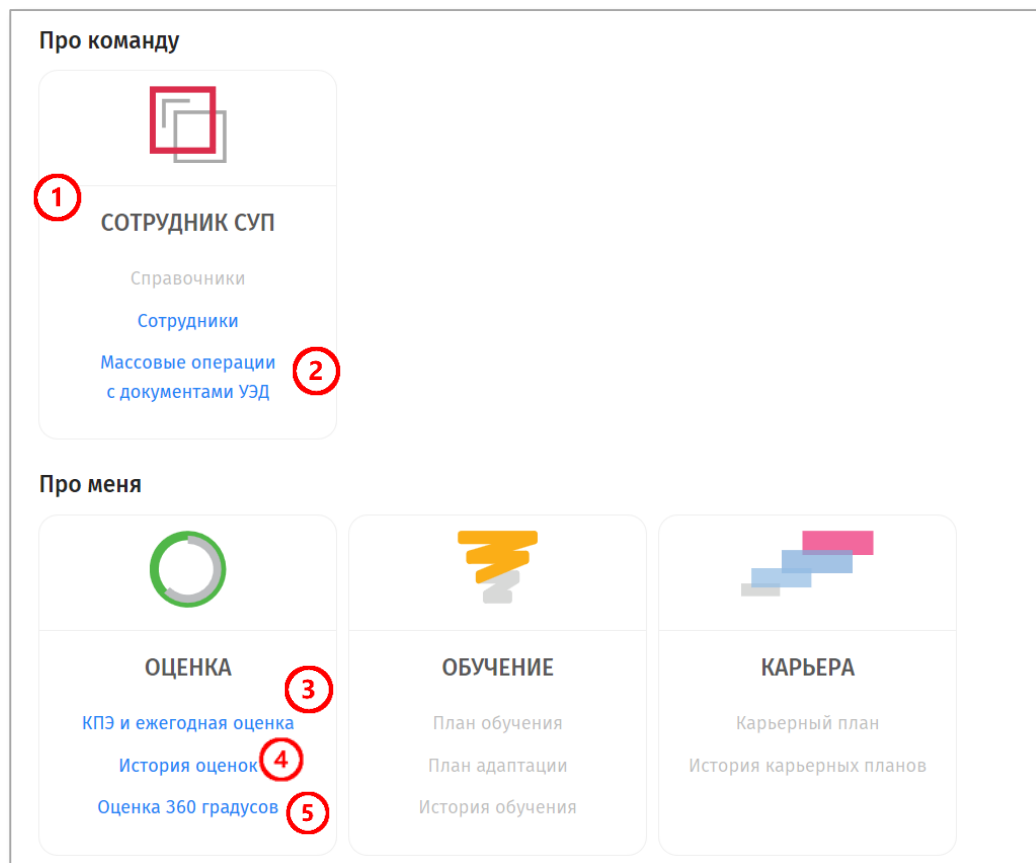 Про команду
1
СОТРУДНИК СУП
Справочники
Сотрудники
Массовые операции
2
с документами УЭД
Про меня
ОЦЕНКА
3
КПЭ и ежегодная оценка
История оценок
4
Оценка 360 градусов
5
ОБУЧЕНИЕ
План обучения
План адаптации
История обучения
КАРЬЕРА
Карьерный план
История карьерных планов